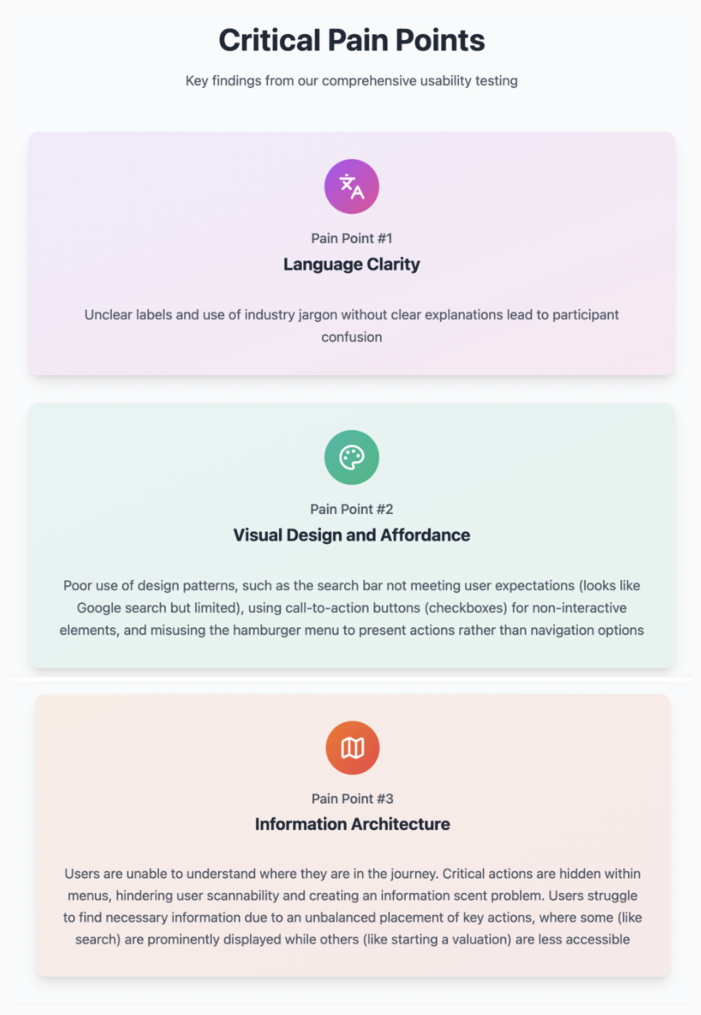 Critical Pain Points
Key findings from our comprehensive usability testing
Pain Point #1
Language Clarity
Unclear labels and use of industry jargon without clear explanations lead to participant
confusion
Pain Point #2
Visual Design and Affordance
Poor use of design patterns, such as the search bar not meeting user expectations (looks like
Google search but limited), using call-to-action buttons (checkboxes) for non-interactive
elements, and misusing the hamburger menu to present actions rather than navigation options
Pain Point #3
Information Architecture
Users are unable to understand where they are in the journey. Critical actions are hidden within
menus, hindering user scannability and creating an information scent problem. Users struggle
to find necessary information due to an unbalanced placement of key actions, where some (like
search) are prominently displayed while others (like starting a valuation) are less accessible